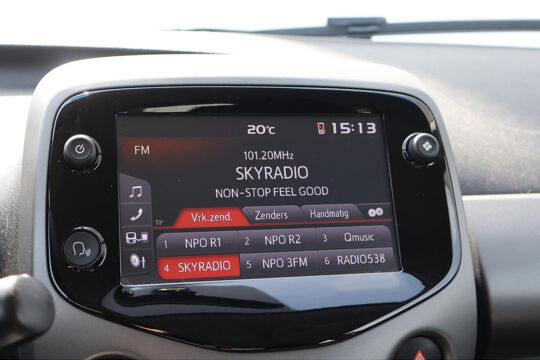 20°C 15:13
FM
101.20MHz
SKYRADIO
NON-STOP FEEL GOOD
TP Vrk.zend. Zenders Handmatig
1 NPO R1 2 NPO R2 3 Qmusic
4 SKYRADIO 5 NPO 3FM 6 RADIO538